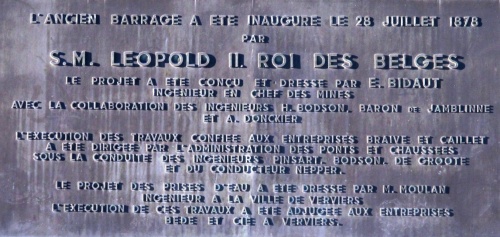 L'ANCIEN BARRAGE A ETE INAUGURE LE 28 JUILLET 1878
PAR
S.M. LEOPOLD II. ROI DES BELGES
LE PROJET A ETE CONÇU ET DRESSE PAR E. BIDAUT
INGENIEUR EN CHEF DES MINES
AVEC LA COLLABORATION DES INGENIEURS H. BODSON, BARON DE JAMBLINNE
ET A. DONCKIER.
L'EXECUTION DES TRAVAUX CONFIEE AUX ENTREPRISES BRAIVE ET CAILLET
A ETE DIRIGEE PAR L'ADMINISTRATION DES PONTS ET CHAUSSEES
SOUS LA CONDUITE DES INGENIEURS PINSART, BODSON, DE GROOTE
ET DU CONDUCTEUR NEPPER.
LE PROJET DES PRISES D'EAU A ETE DRESSE PAR M. MOULAN
INGENIEUR A LA VILLE DE VERVIERS
L'EXECUTION DE CES TRAVAUX A ETE ADJUGEE AUX ENTREPRISES
BEDE ET CIE A VERVIERS.